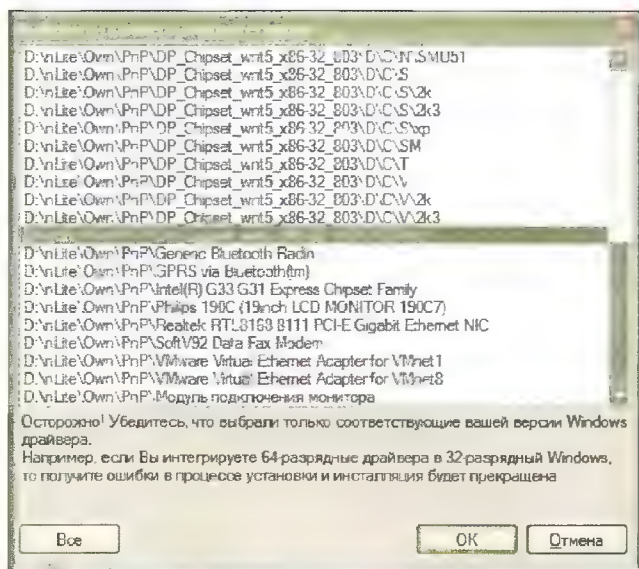 D:\nLite\Own\PnP\DP_Chipset_wnt5_x86-32_803\D\C\N\SMU51
D:\nLite\Own\PnP\DP_Chipset_wnt5_x86-32_803\D\C\S
D:\nLite\Own\PnP\DP_Chipset_wnt5_x86-32_803\D\C\S\2k
D:\nLite\Own\PnP\DP_Chipset_wnt5_x86-32_803\D\C\S\2k3
D:\nLite\Own\PnP\DP_Chipset_wnt5_x86-32_803\D\C\S\xp
D:\nLite\Own\PnP\DP_Chipset_wnt5_x86-32_803\D\C\SM
D:\nLite\Own\PnP\DP_Chipset_wnt5_x86-32_803\D\C\T
D:\nLite\Own\PnP\DP_Chipset_wnt5_x86-32_803\D\C\V
D:\nLite\Own\PnP\DP_Chipset_wnt5_x86-32_803\D\C\V\2k
D:\nLite\Own\PnP\DP_Chipset_wnt5_x86-32_803\D\C\V\2k3
D:\nLite\Own\PnP\Generic Bluetooth Radio
D:\nLite\Own\PnP\GPRS via Bluetooth(tm)
D:\nLite\Own\PnP\Intel(R) G33 G31 Express Chipset Family
D:\nLite\Own\PnP\Philips 190C (19inch LCD MONITOR 190C7)
D:\nLite\Own\PnP\Realtek RTL8168 8111 PCI-E Gigabit Ethernet NIC
D:\nLite\Own\PnP\SoftV92 Data Fax Modem
D:\nLite\Own\PnP\VMware Virtual Ethernet Adapter for VMnet1
D:\nLite\Own\PnP\VMware Virtual Ethernet Adapter for VMnet8
D:\nLite\Own\PnP\Модуль подключения монитора
Осторожно! Убедитесь, что выбрали только соответствующие вашей версии Windows
драйвера.
Например, если Вы интегрируете 64-разрядные драйвера в 32-разрядный Windows,
то получите ошибки в процессе установки и инсталляция будет прекращена
Все
OK
Отмена